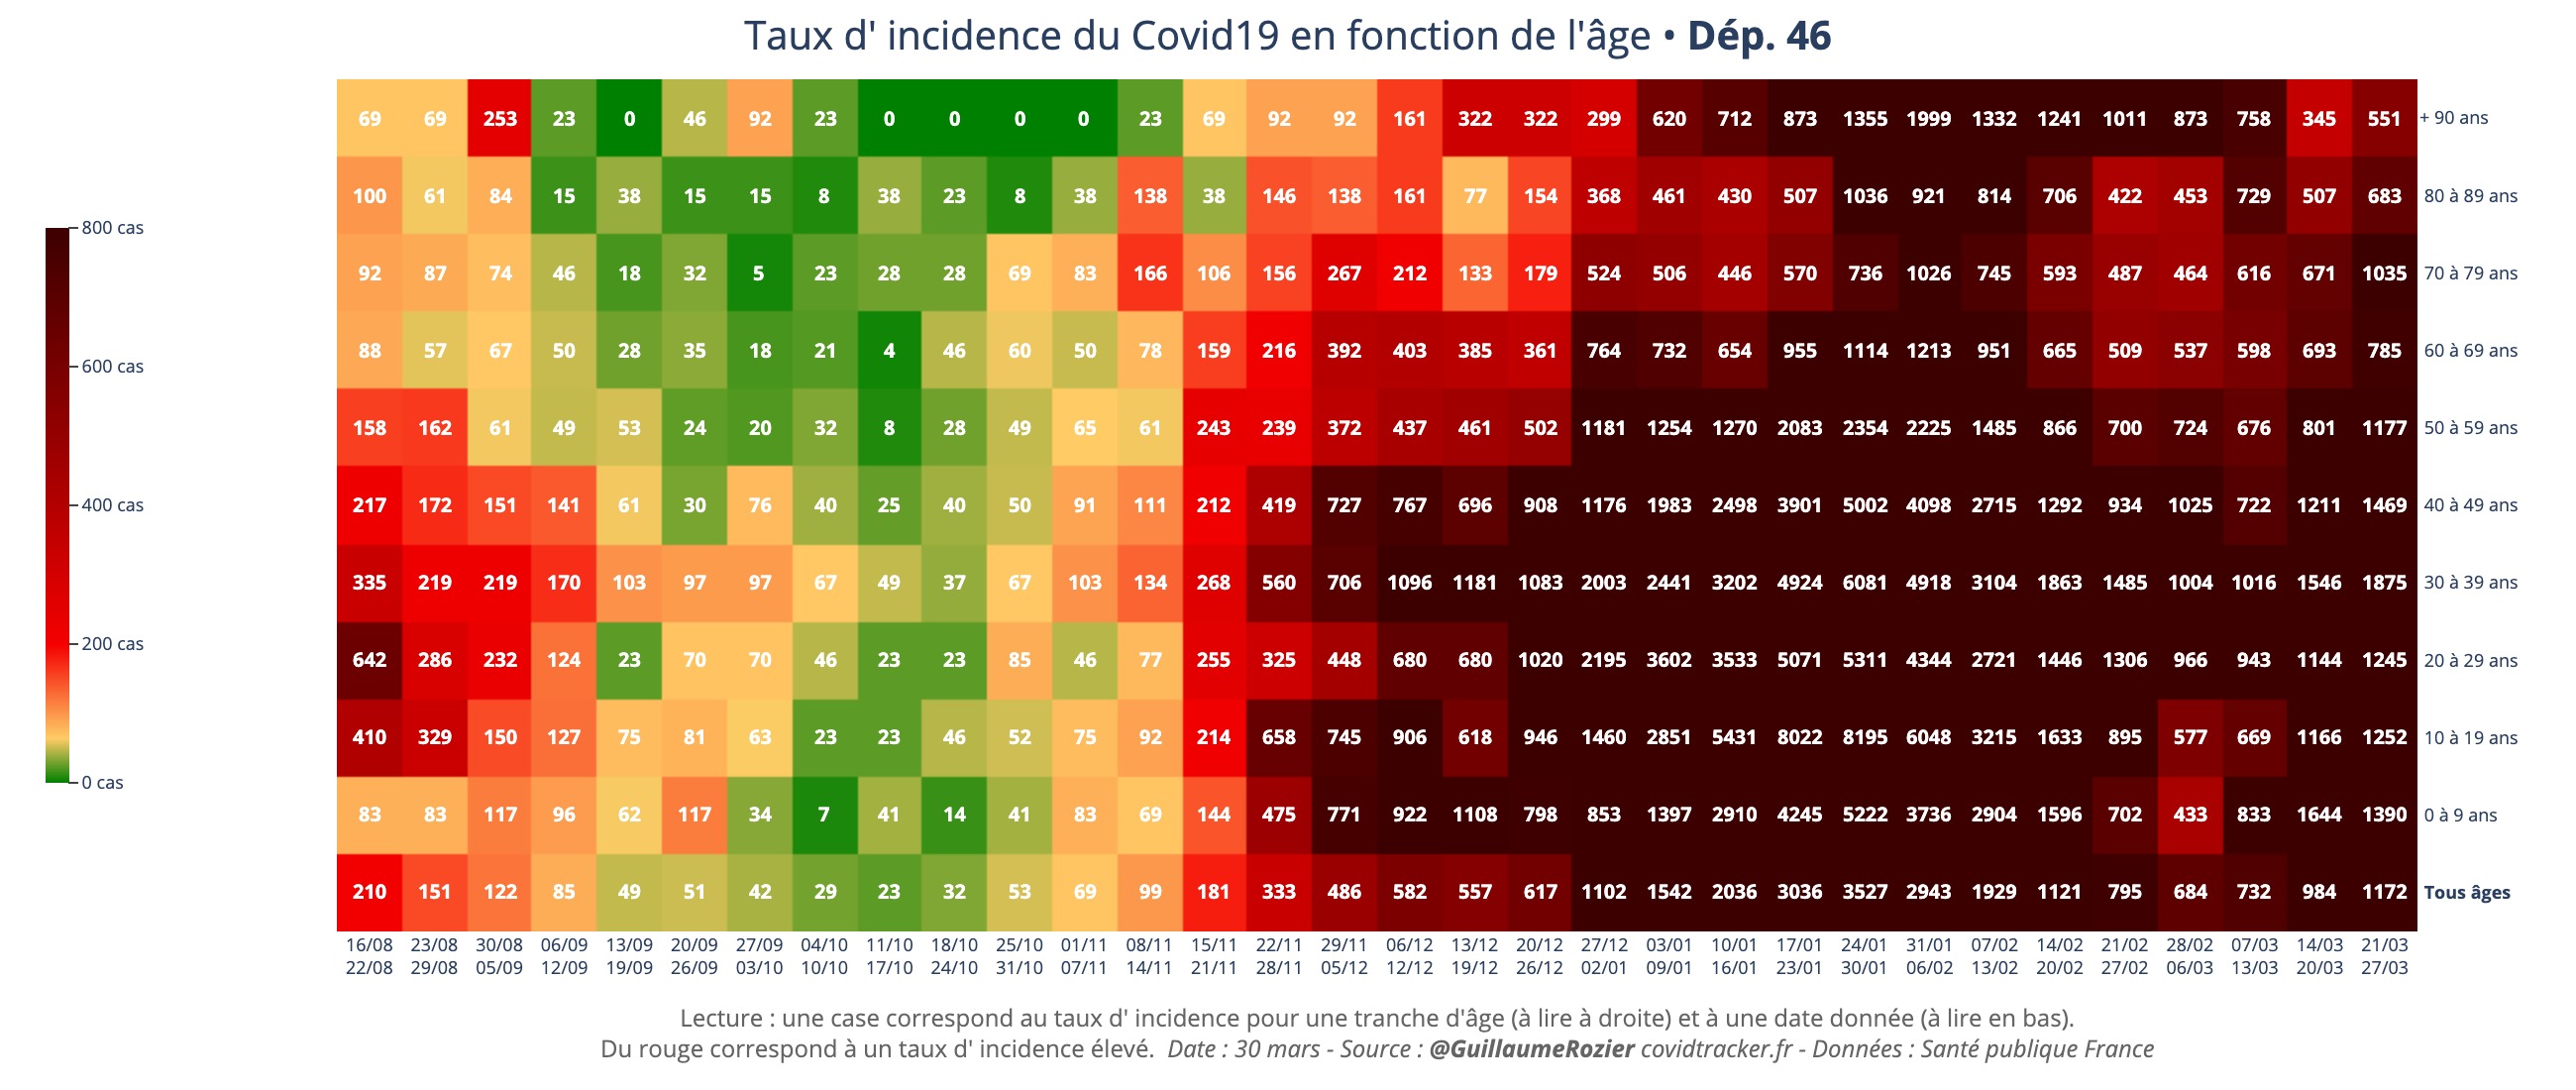 Taux d' incidence du Covid19 en fonction de l'âge • Dép. 46
800 cas
600 cas
400 cas
200 cas
0 cas
69 69 253 23 0 46 92 23 0 0 0 0 23 69 92 92 161 322 322 299 620 712 873 1355 1999 1332 1241 1011 873 758 345 551 + 90 ans
100 61 84 15 38 15 15 8 38 23 8 38 138 38 146 138 161 77 154 368 461 430 507 1036 921 814 706 422 453 729 507 683 80 à 89 ans
92 87 74 46 18 32 5 23 28 28 69 83 166 106 156 267 212 133 179 524 506 446 570 736 1026 745 593 487 464 616 671 1035 70 à 79 ans
88 57 67 50 28 35 18 21 4 46 60 50 78 159 216 392 403 385 361 764 732 654 955 1114 1213 951 665 509 537 598 693 785 60 à 69 ans
158 162 61 49 53 24 20 32 8 28 49 65 61 243 239 372 437 461 502 1181 1254 1270 2083 2354 2225 1485 866 700 724 676 801 1177 50 à 59 ans
217 172 151 141 61 30 76 40 25 40 50 91 111 212 419 727 767 696 908 1176 1983 2498 3901 5002 4098 2715 1292 934 1025 722 1211 1469 40 à 49 ans
335 219 219 170 103 97 97 67 49 37 67 103 134 268 560 706 1096 1181 1083 2003 2441 3202 4924 6081 4918 3104 1863 1485 1004 1016 1546 1875 30 à 39 ans
642 286 232 124 23 70 70 46 23 23 85 46 77 255 325 448 680 680 1020 2195 3602 3533 5071 5311 4344 2721 1446 1306 966 943 1144 1245 20 à 29 ans
410 329 150 127 75 81 63 23 23 46 52 75 92 214 658 745 906 618 946 1460 2851 5431 8022 8195 6048 3215 1633 895 577 669 1166 1252 10 à 19 ans
83 83 117 96 62 117 34 7 41 14 41 83 69 144 475 771 922 1108 798 853 1397 2910 4245 5222 3736 2904 1596 702 433 833 1644 1390 0 à 9 ans
210 151 122 85 49 51 42 29 23 32 53 69 99 181 333 486 582 557 617 1102 1542 2036 3036 3527 2943 1929 1121 795 684 732 984 1172 Tous âges
16/08 23/08 30/08 06/09 13/09 20/09 27/09 04/10 11/10 18/10 25/10 01/11 08/11 15/11 22/11 29/11 06/12 13/12 20/12 27/12 03/01 10/01 17/01 24/01 31/01 07/02 14/02 21/02 28/02 07/03 14/03 21/03
22/08 29/08 05/09 12/09 19/09 26/09 03/10 10/10 17/10 24/10 31/10 07/11 14/11 21/11 28/11 05/12 12/12 19/12 26/12 02/01 09/01 16/01 23/01 30/01 06/02 13/02 20/02 27/02 06/03 13/03 20/03 27/03
Lecture : une case correspond au taux d' incidence pour une tranche d'âge (à lire à droite) et à une date donnée (à lire en bas).
Du rouge correspond à un taux d' incidence élevé. Date : 30 mars - Source : @GuillaumeRozier covidtracker.fr - Données : Santé publique France